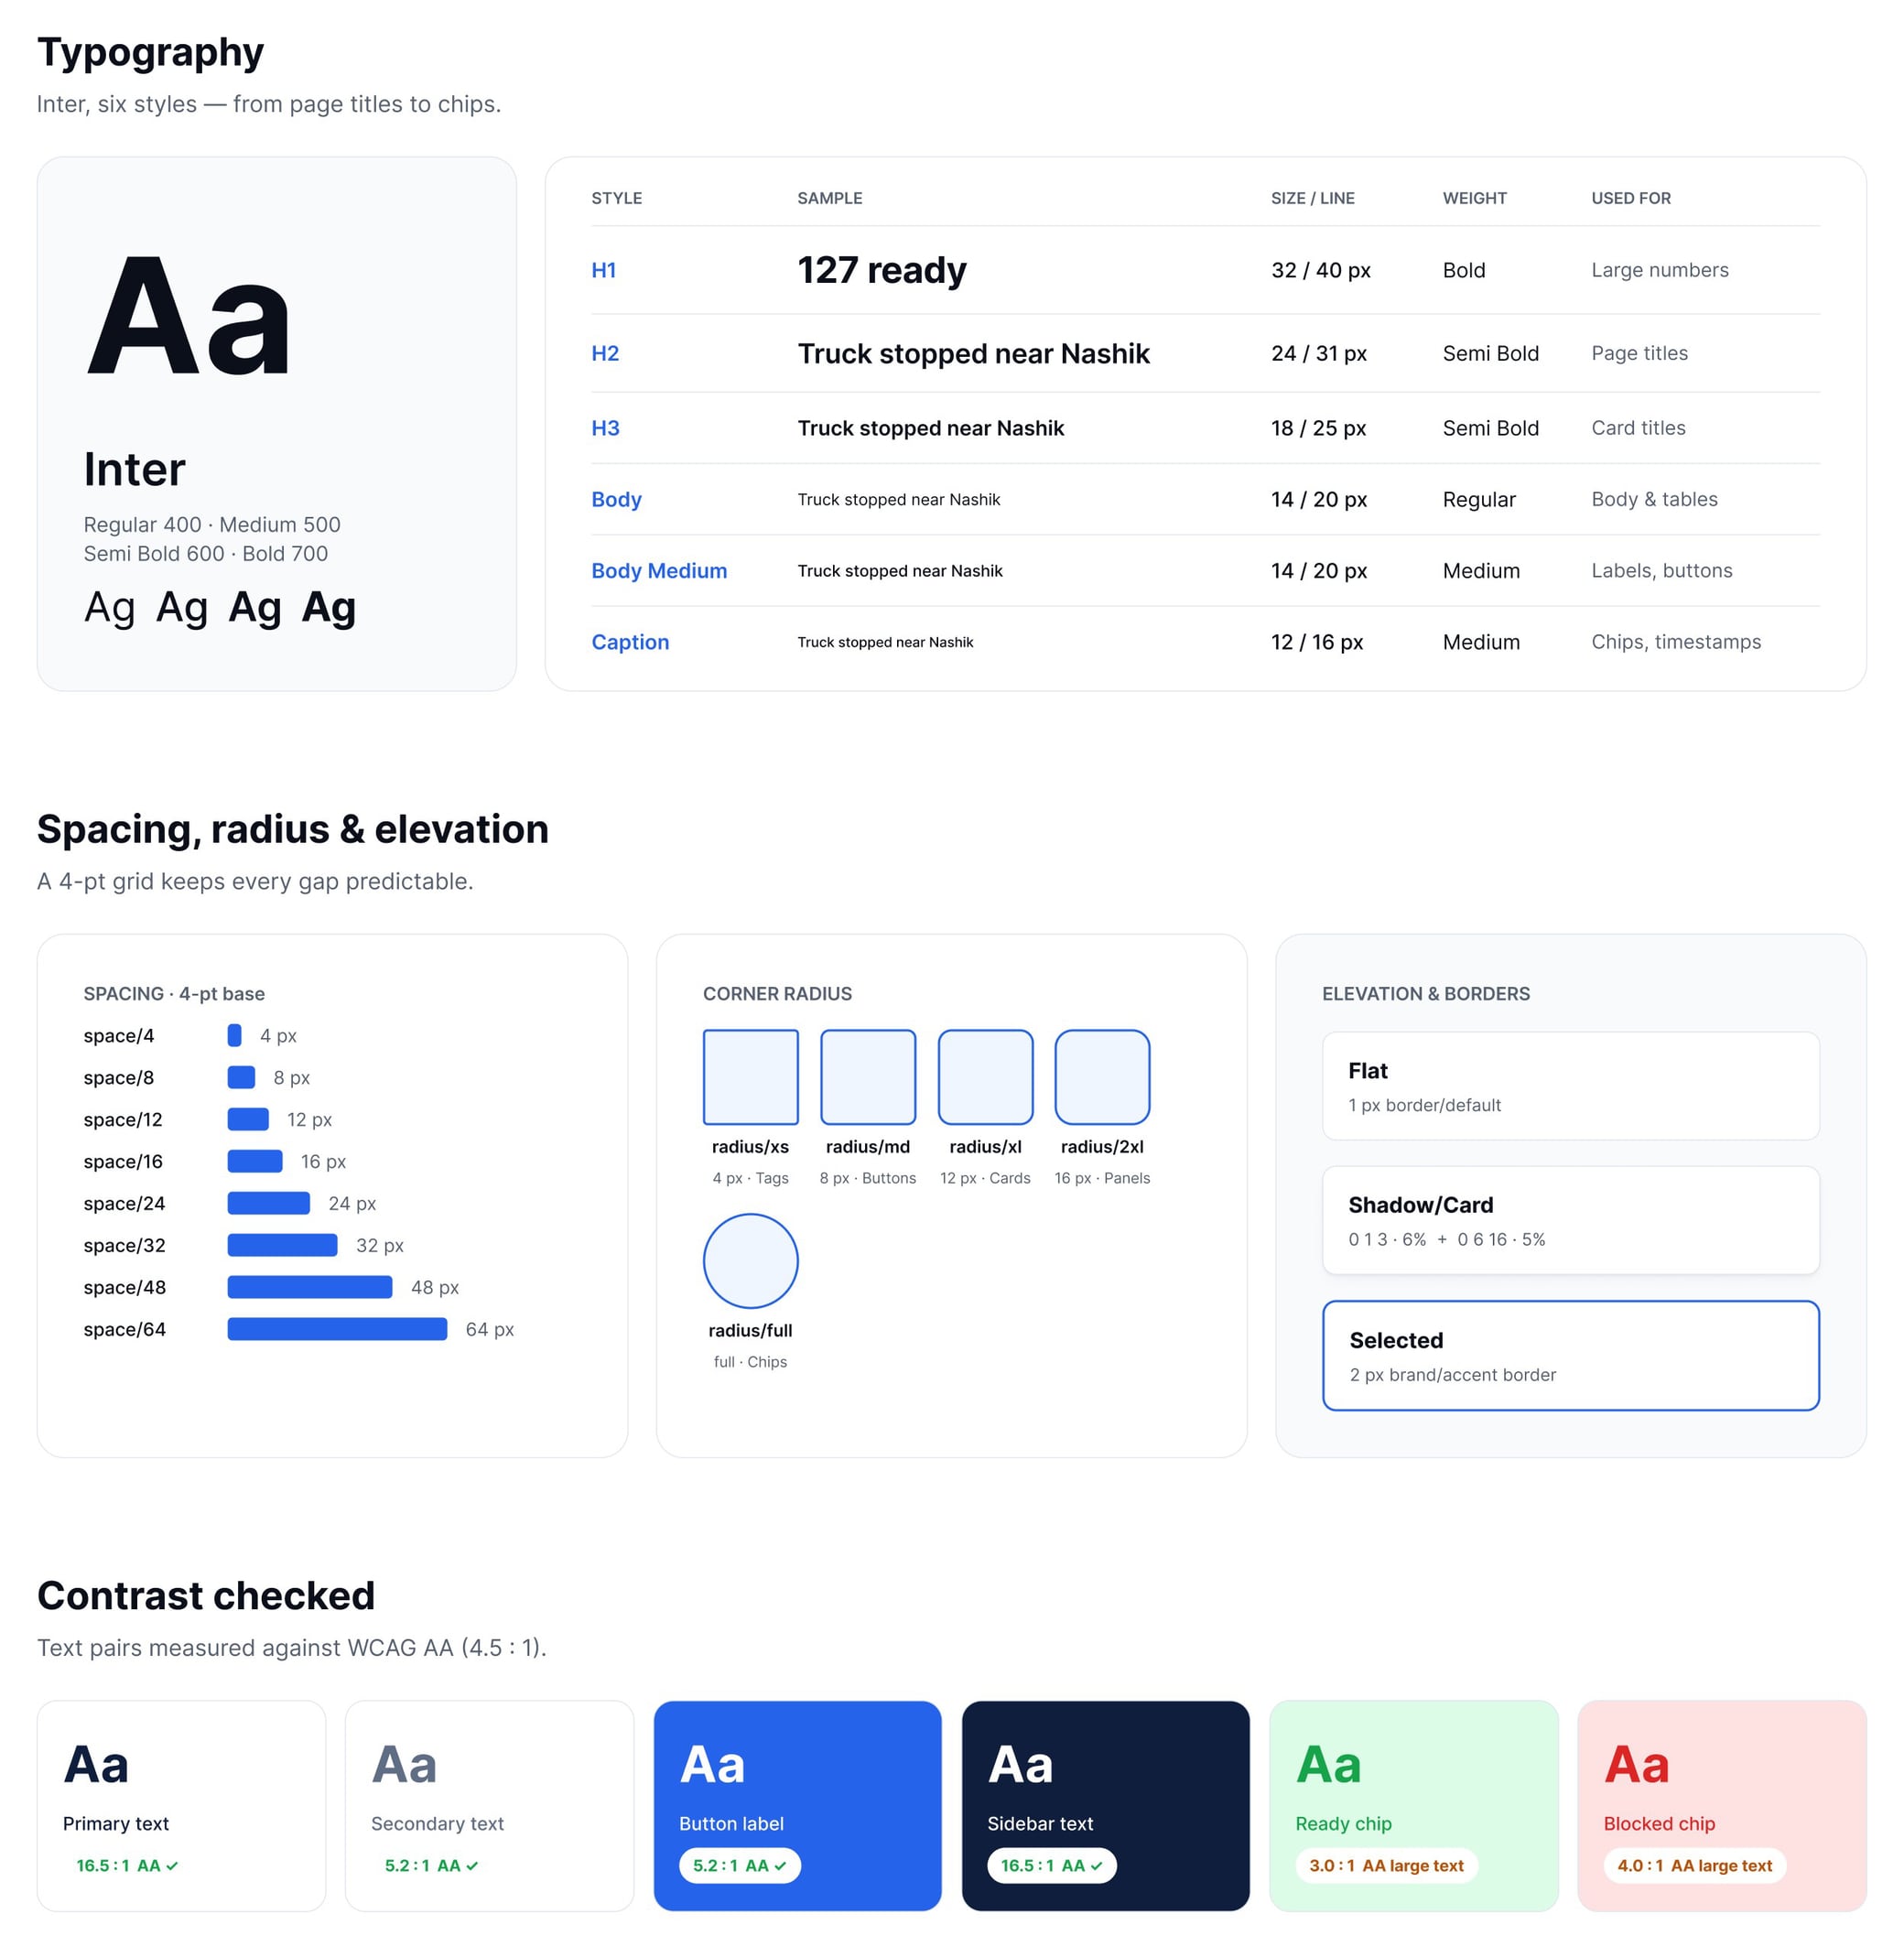 Typography
Inter, six styles — from page titles to chips.
Aa
Inter
Regular 400 · Medium 500
Semi Bold 600 · Bold 700
Ag Ag Ag Ag
STYLE SAMPLE SIZE / LINE WEIGHT USED FOR
H1 127 ready 32 / 40 px Bold Large numbers
H2 Truck stopped near Nashik 24 / 31 px Semi Bold Page titles
H3 Truck stopped near Nashik 18 / 25 px Semi Bold Card titles
Body Truck stopped near Nashik 14 / 20 px Regular Body & tables
Body Medium Truck stopped near Nashik 14 / 20 px Medium Labels, buttons
Caption Truck stopped near Nashik 12 / 16 px Medium Chips, timestamps
Spacing, radius & elevation
A 4-pt grid keeps every gap predictable.
SPACING · 4-pt base
space/4 4 px
space/8 8 px
space/12 12 px
space/16 16 px
space/24 24 px
space/32 32 px
space/48 48 px
space/64 64 px
CORNER RADIUS
radius/xs radius/md radius/xl radius/2xl
4 px · Tags 8 px · Buttons 12 px · Cards 16 px · Panels
radius/full
full · Chips
ELEVATION & BORDERS
Flat
1 px border/default
Shadow/Card
0 1 3 · 6% + 0 6 16 · 5%
Selected
2 px brand/accent border
Contrast checked
Text pairs measured against WCAG AA (4.5 : 1).
Aa
Primary text
16.5 : 1 AA ✓
Aa
Secondary text
5.2 : 1 AA ✓
Aa
Button label
5.2 : 1 AA ✓
Aa
Sidebar text
16.5 : 1 AA ✓
Aa
Ready chip
3.0 : 1 AA large text
Aa
Blocked chip
4.0 : 1 AA large text